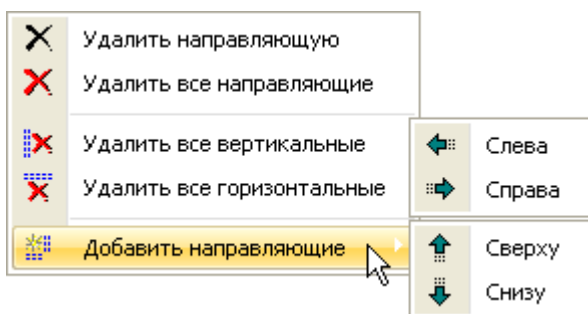 Удалить направляющую
Удалить все направляющие
Удалить все вертикальные
Удалить все горизонтальные
Добавить направляющие
Слева
Справа
Сверху
Снизу